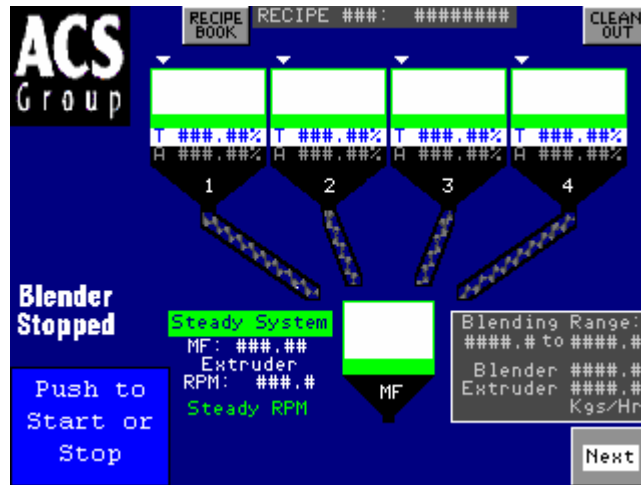 ACS
Group
RECIPE
BOOK
RECIPE ###: ########
CLEAN
OUT
T ###.##% T ###.##% T ###.##% T ###.##%
A ###.##% A ###.##% A ###.##% A ###.##%
1 2 3 4
Blender
Stopped
Steady System
MF: ###.##
Extruder
RPM: ###.#
Steady RPM
MF
Blending Range:
####.# to ####.#
Blender ####.#
Extruder ####.#
Kgs/Hr
Push to
Start or
Stop
Next